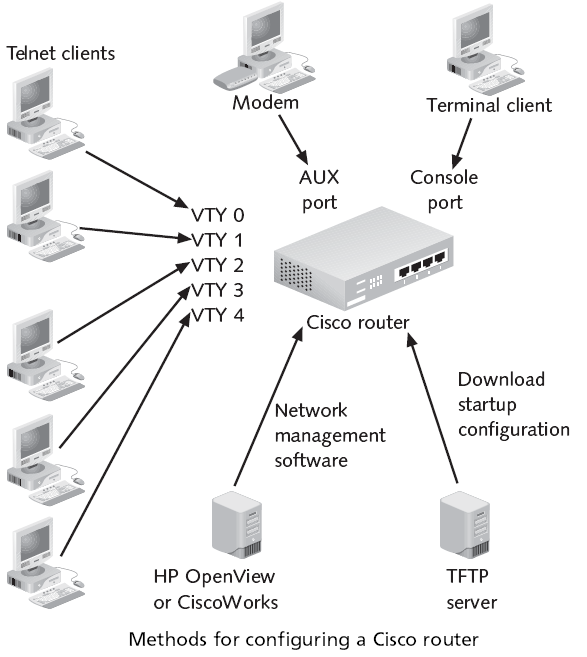 Telnet clients
Modem
Terminal client
AUX
port
Console
port
VTY 0
VTY 1
VTY 2
VTY 3
VTY 4
Cisco router
Network
management
software
Download
startup
configuration
HP OpenView
or CiscoWorks
TFTP
server
Methods for configuring a Cisco router